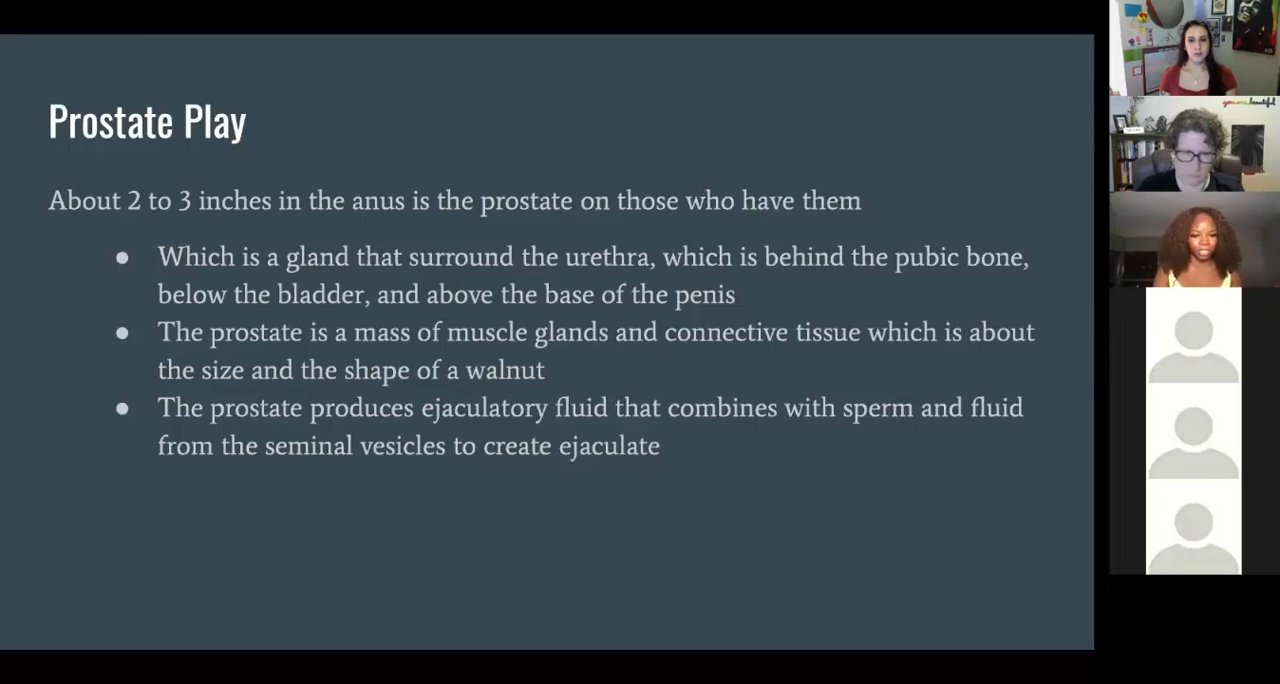 Prostate Play
About 2 to 3 inches in the anus is the prostate on those who have them
● Which is a gland that surround the urethra, which is behind the pubic bone,
below the bladder, and above the base of the penis
● The prostate is a mass of muscle glands and connective tissue which is about
the size and the shape of a walnut
● The prostate produces ejaculatory fluid that combines with sperm and fluid
from the seminal vesicles to create ejaculate